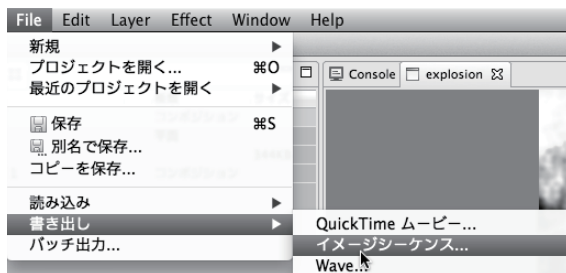 File Edit Layer Effect Window Help
新規 ▶
プロジェクトを開く... ⌘O
最近のプロジェクトを開く ▶
Console explosion
保存 ⌘S
別名で保存...
コピーを保存...
読み込み ▶
書き出し ▶
バッチ出力...
QuickTime ムービー...
イメージシーケンス...
Wave...